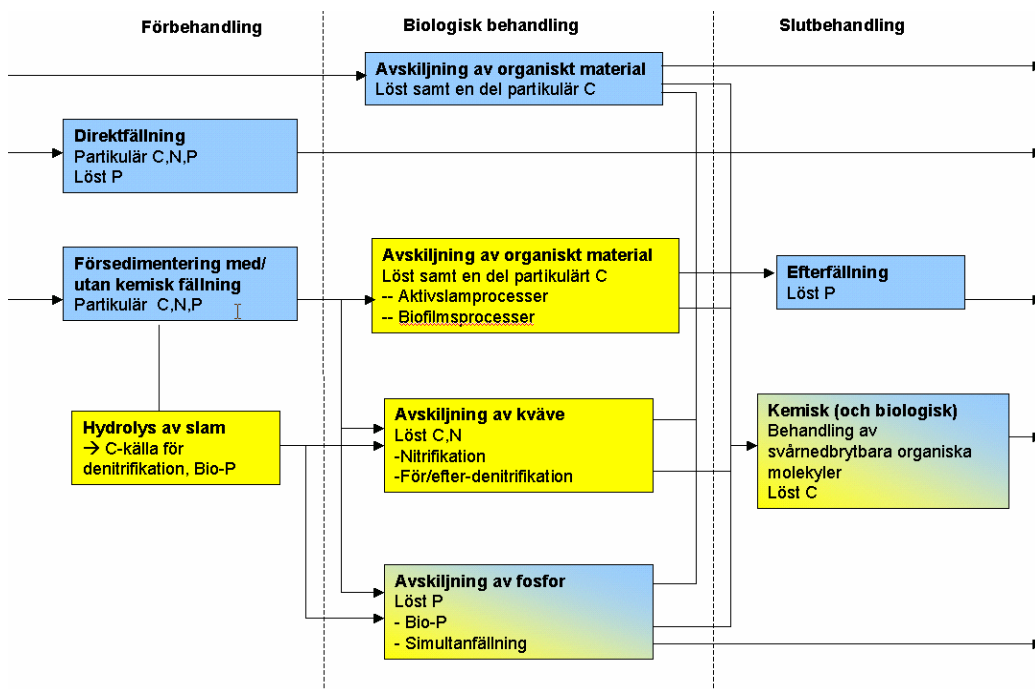 Förbehandling
Biologisk behandling
Slutbehandling
Avskiljning av organiskt material
Löst samt en del partikulär C
Direktfällning
Partikulär C,N,P
Löst P
Försedimentering med/
utan kemisk fällning
Partikulär C,N,P
Avskiljning av organiskt material
Löst samt en del partikulärt C
-- Aktivslamprocesser
-- Biofilmsprocesser
Efterfällning
Löst P
Hydrolys av slam
→ C-källa för
denitrifikation, Bio-P
Avskiljning av kväve
Löst C,N
-Nitrifikation
-För/efter-denitrifikation
Kemisk (och biologisk)
Behandling av
svårnedbrytbara organiska
molekyler
Löst C
Avskiljning av fosfor
Löst P
- Bio-P
- Simultanfällning